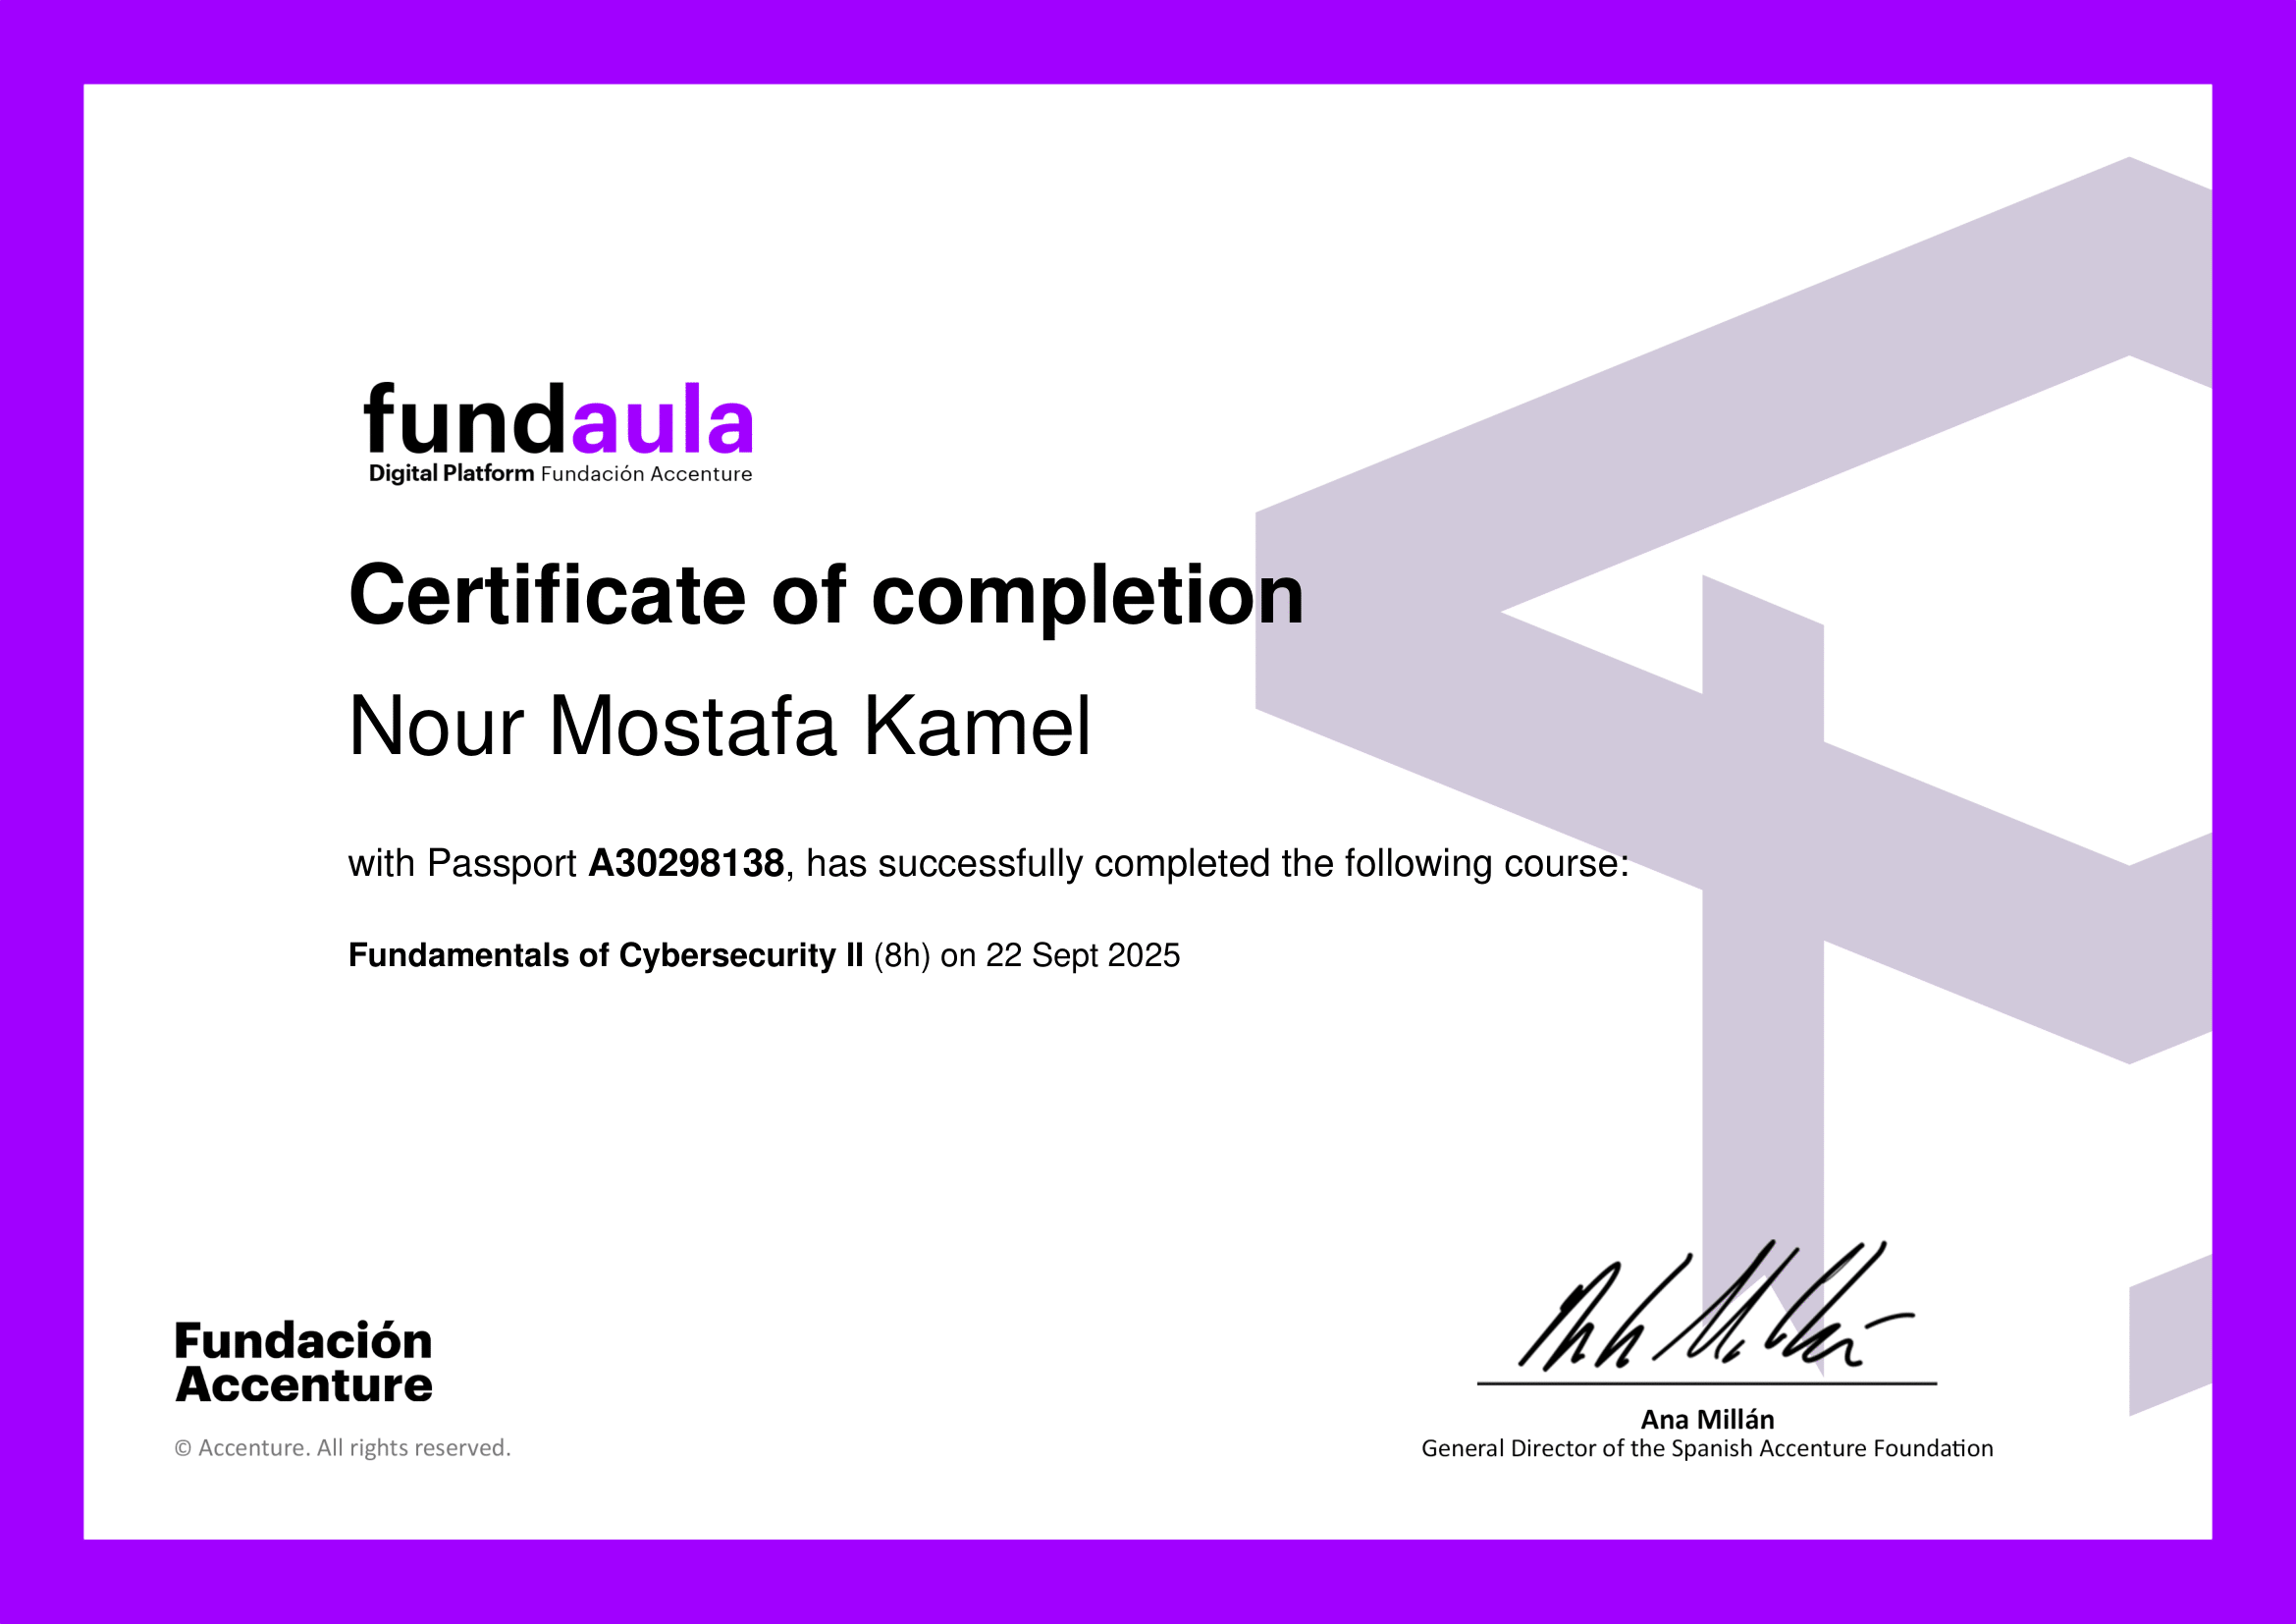 fundaula
Digital Platform Fundación Accenture
Certificate of completion
Nour Mostafa Kamel
with Passport A30298138, has successfully completed the following course:
Fundamentals of Cybersecurity II (8h) on 22 Sept 2025
Fundación
Accenture
© Accenture. All rights reserved.
Ana Millán
General Director of the Spanish Accenture Foundation